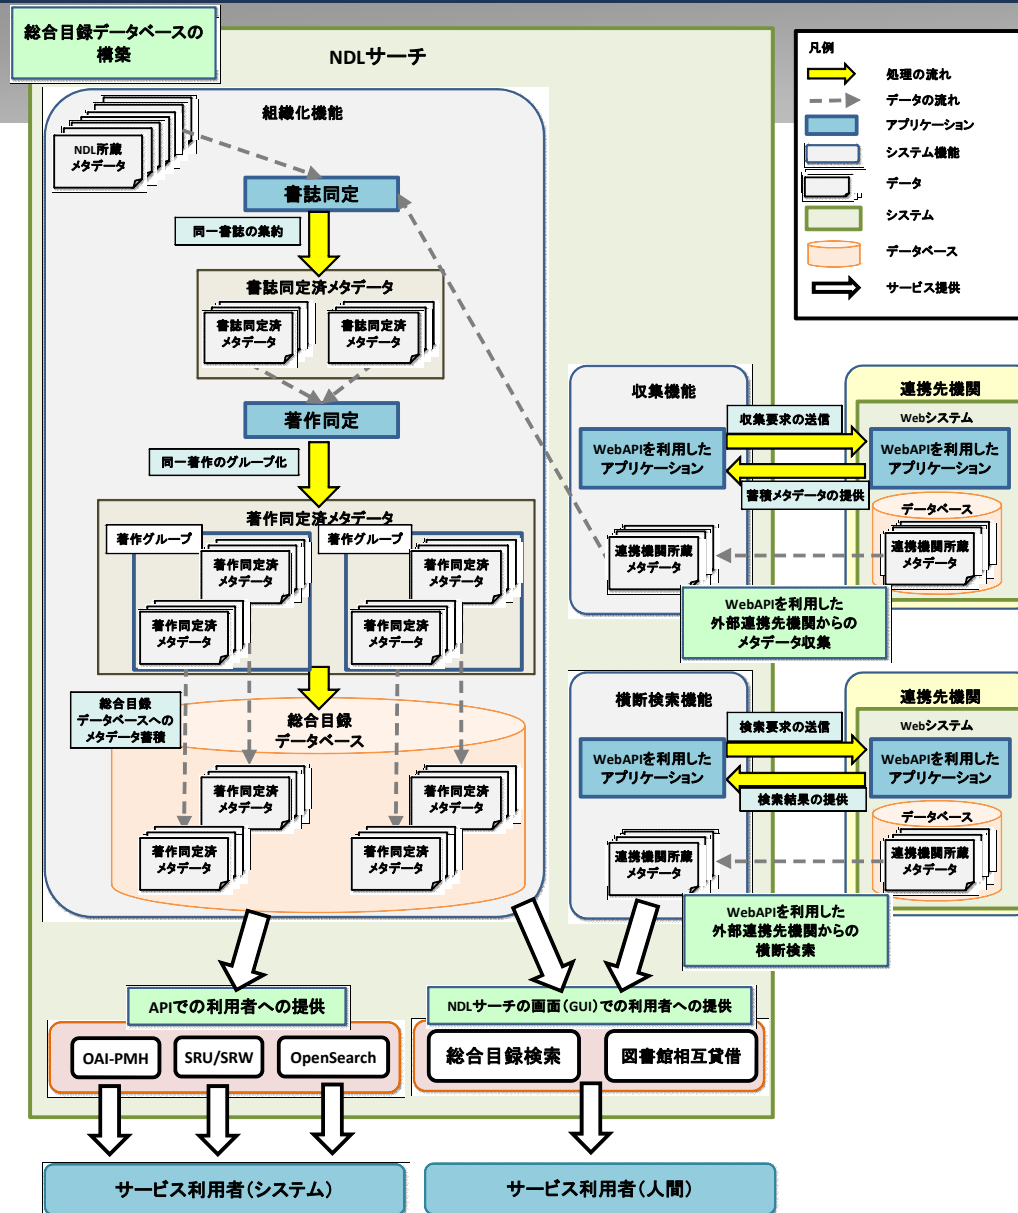 総合目録データベースの
構築
NDLサーチ
凡例
処理の流れ
データの流れ
アプリケーション
システム機能
データ
システム
データベース
サービス提供
組織化機能
NDL所蔵
メタデータ
書誌同定
同一書誌の集約
書誌同定済メタデータ
書誌同定済
メタデータ
書誌同定済
メタデータ
著作同定
同一著作のグループ化
著作同定済メタデータ
著作グループ
著作同定済
メタデータ
著作同定済
メタデータ
著作グループ
著作同定済
メタデータ
著作同定済
メタデータ
総合目録
データベースへの
メタデータ蓄積
総合目録
データベース
著作同定済
メタデータ
著作同定済
メタデータ
著作同定済
メタデータ
著作同定済
メタデータ
収集機能
WebAPIを利用した
アプリケーション
収集要求の送信
蓄積メタデータの提供
連携先機関
Webシステム
WebAPIを利用した
アプリケーション
データベース
連携機関所蔵
メタデータ
連携機関所蔵
メタデータ
WebAPIを利用した
外部連携先機関からの
メタデータ収集
横断検索機能
WebAPIを利用した
アプリケーション
検索要求の送信
検索結果の提供
連携先機関
Webシステム
WebAPIを利用した
アプリケーション
データベース
連携機関所蔵
メタデータ
連携機関所蔵
メタデータ
WebAPIを利用した
外部連携先機関からの
横断検索
APIでの利用者への提供
OAI-PMH
SRU/SRW
OpenSearch
NDLサーチの画面(GUI)での利用者への提供
総合目録検索
図書館相互貸借
サービス利用者(システム)
サービス利用者(人間)